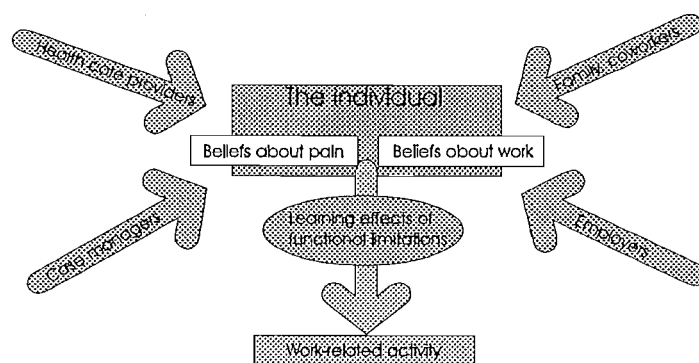 Health care providers
Family, coworkers
The individual
Beliefs about pain
Beliefs about work
Learning effects of
functional limitations
Case managers
Employers
Work-related activity